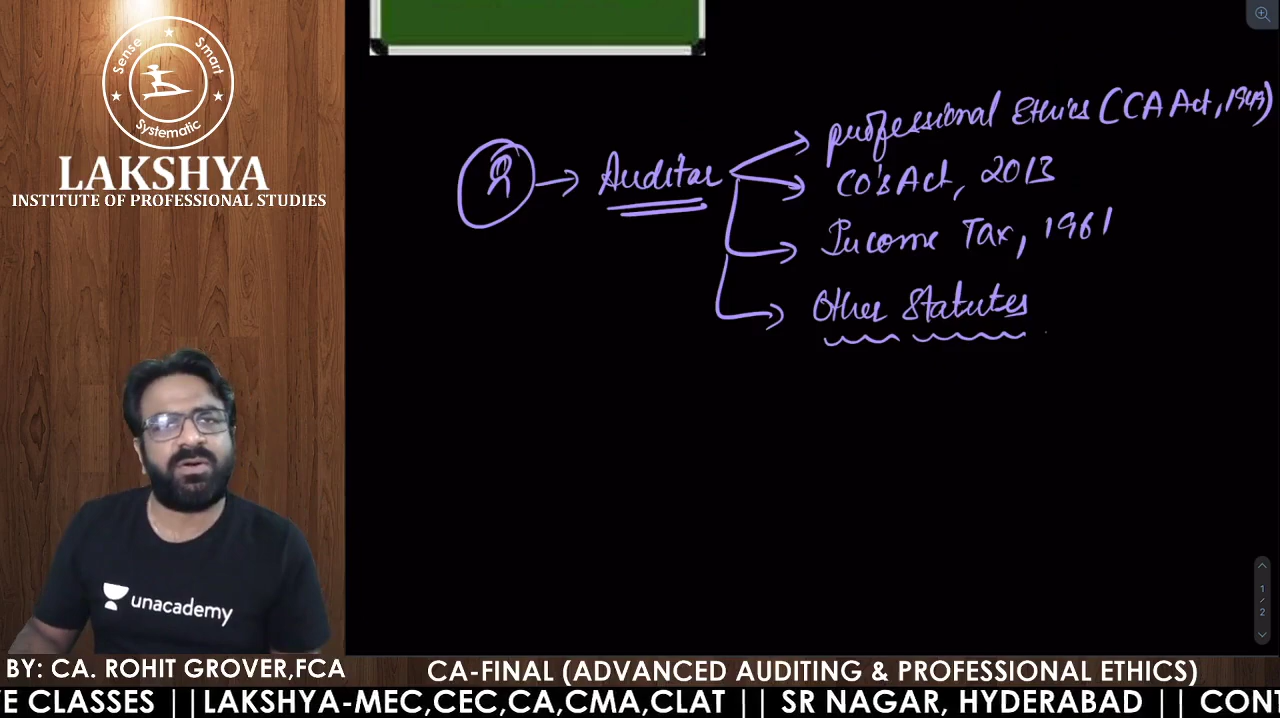 Sense
Smart
Systematic
LAKSHYA
INSTITUTE OF PROFESSIONAL STUDIES
Auditor
professional Ethics (CA Act, 1949)
Co's Act, 2013
Income Tax, 1961
Other Statutes
unacademy
1
/
2
BY: CA. ROHIT GROVER,FCA
CA-FINAL (ADVANCED AUDITING & PROFESSIONAL ETHICS)
E CLASSES ||LAKSHYA-MEC,CEC,CA,CMA,CLAT || SR NAGAR, HYDERABAD || CONT